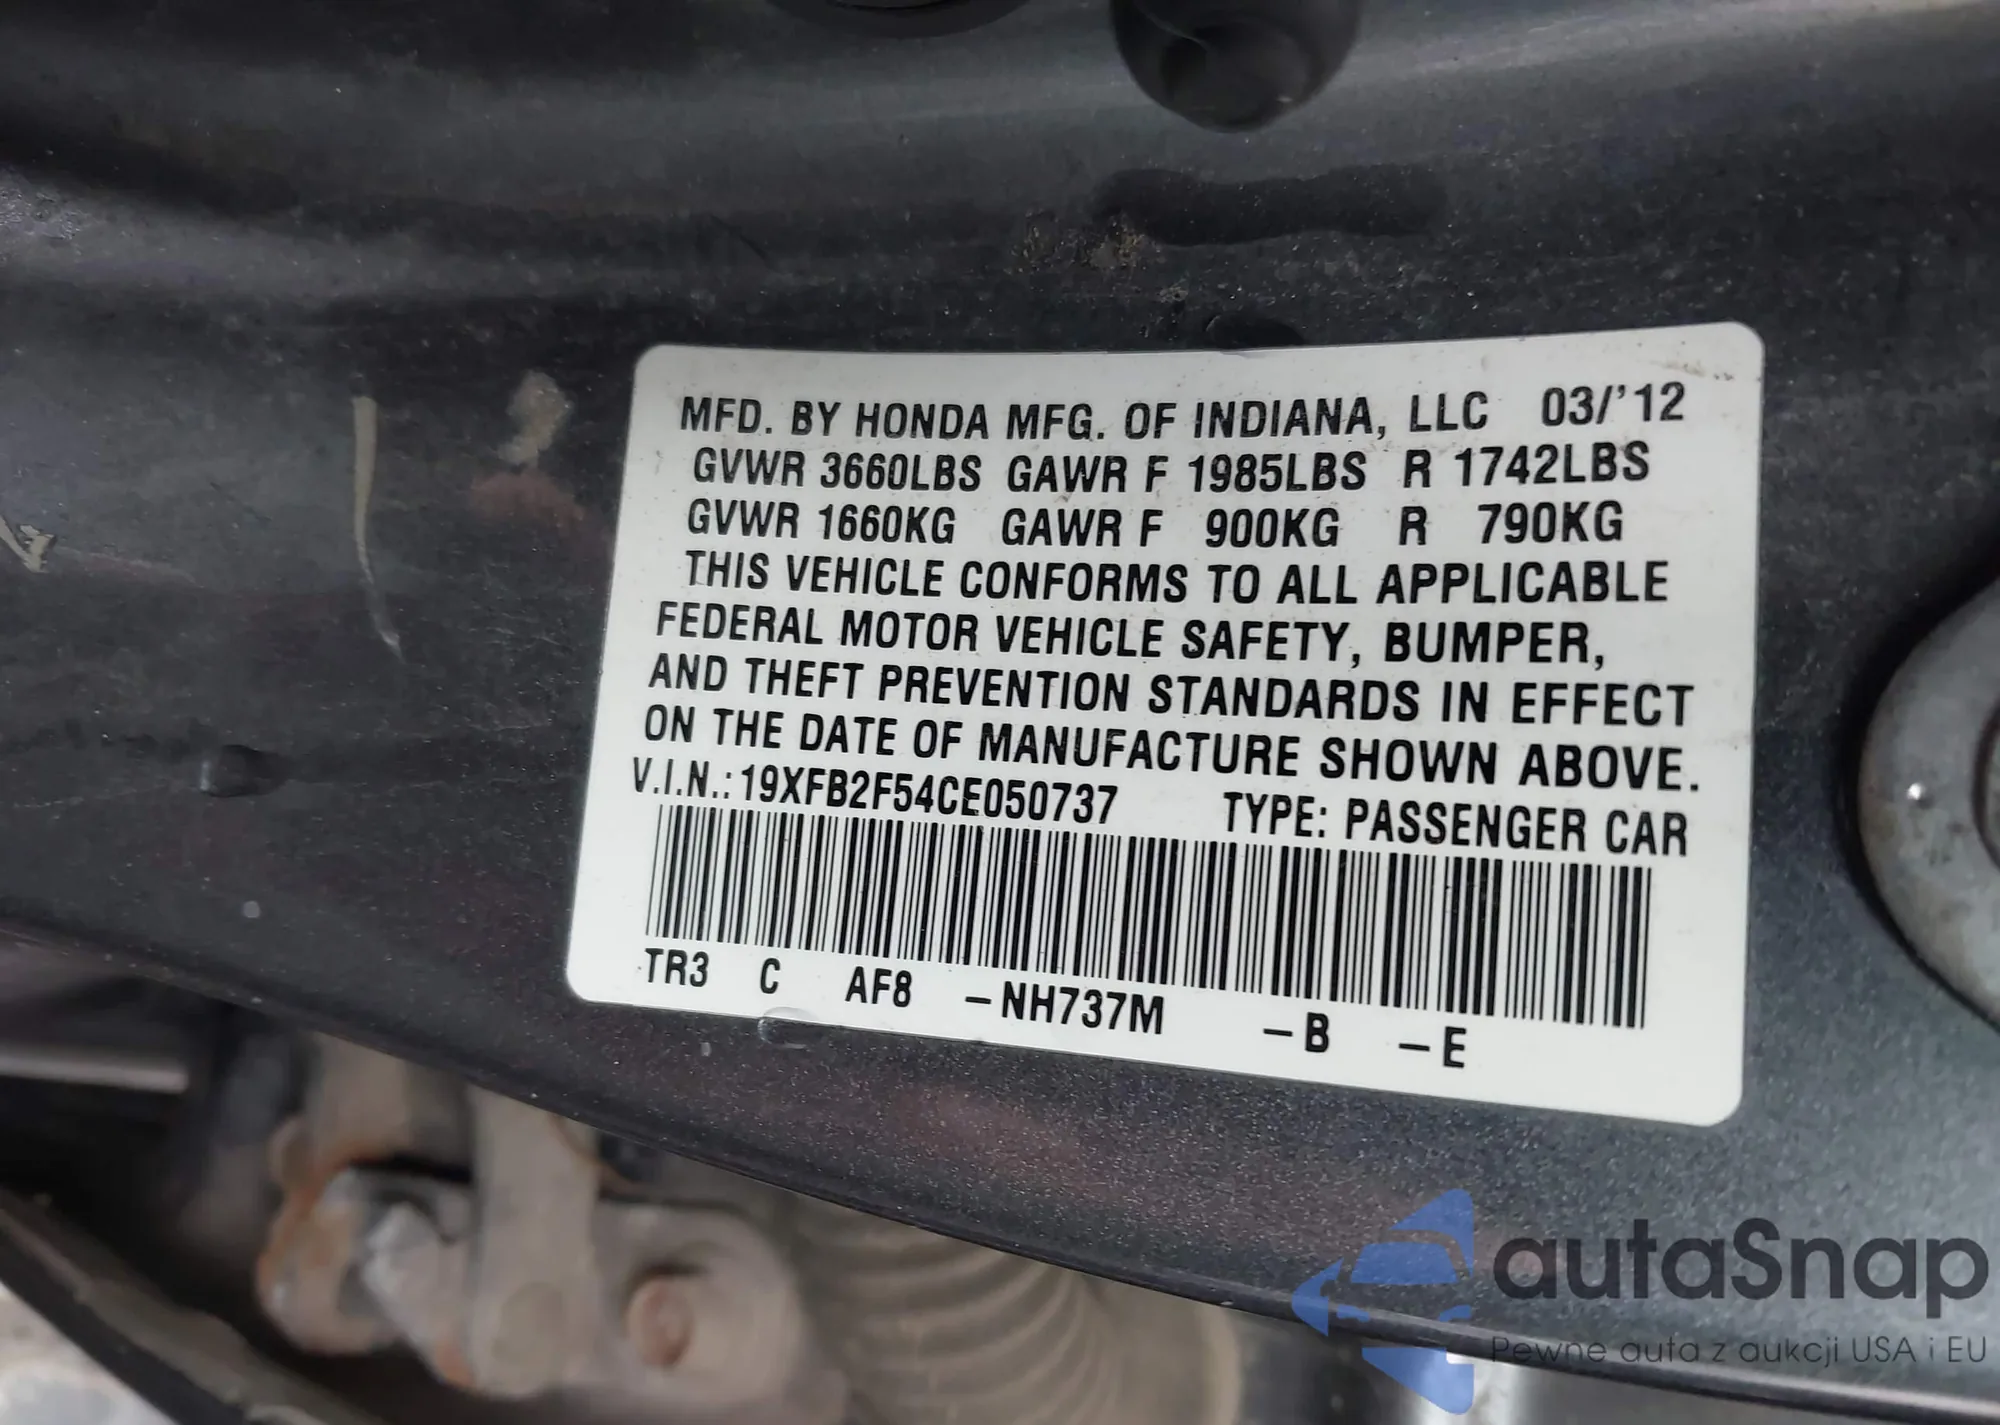 MFD. BY HONDA MFG. OF INDIANA, LLC 03/'12
GVWR 3660LBS GAWR F 1985LBS R 1742LBS
GVWR 1660KG GAWR F 900KG R 790KG
THIS VEHICLE CONFORMS TO ALL APPLICABLE
FEDERAL MOTOR VEHICLE SAFETY, BUMPER,
AND THEFT PREVENTION STANDARDS IN EFFECT
ON THE DATE OF MANUFACTURE SHOWN ABOVE.
V.I.N.: 19XFB2F54CE050737 TYPE: PASSENGER CAR
TR3 C AF8 –NH737M –B –E
autaSnap
Pewne auta z aukcji USA i EU